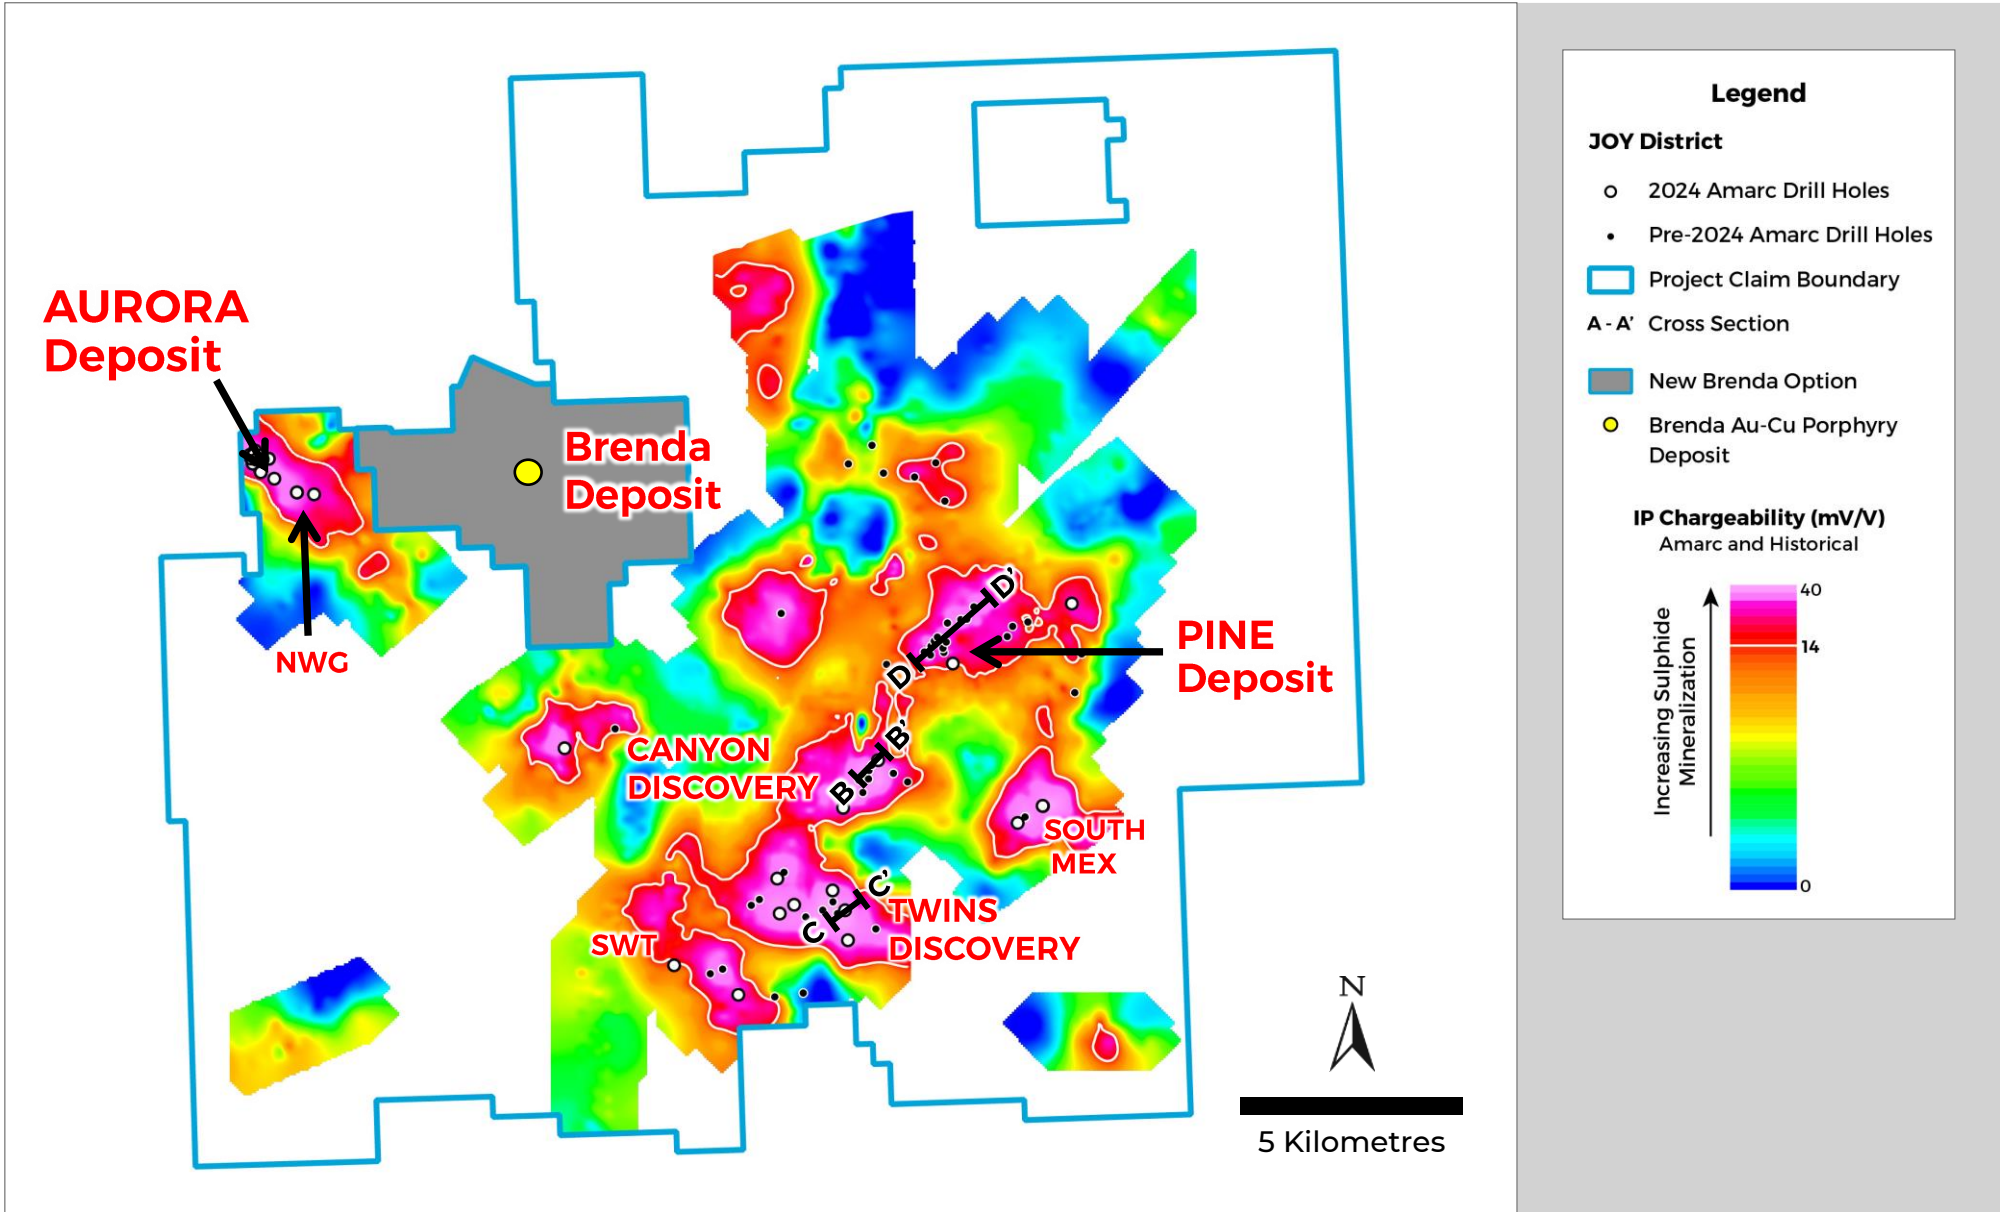 AURORA
Deposit
Brenda
Deposit
NWG
D'
PINE
Deposit
D
B'
B
CANYON
DISCOVERY
SOUTH
MEX
C'
C
TWINS
DISCOVERY
SWT
N
5 Kilometres
Legend
JOY District
2024 Amarc Drill Holes
Pre-2024 Amarc Drill Holes
Project Claim Boundary
A - A' Cross Section
New Brenda Option
Brenda Au-Cu Porphyry
Deposit
IP Chargeability (mV/V)
Amarc and Historical
Increasing Sulphide
Mineralization
40
14
0